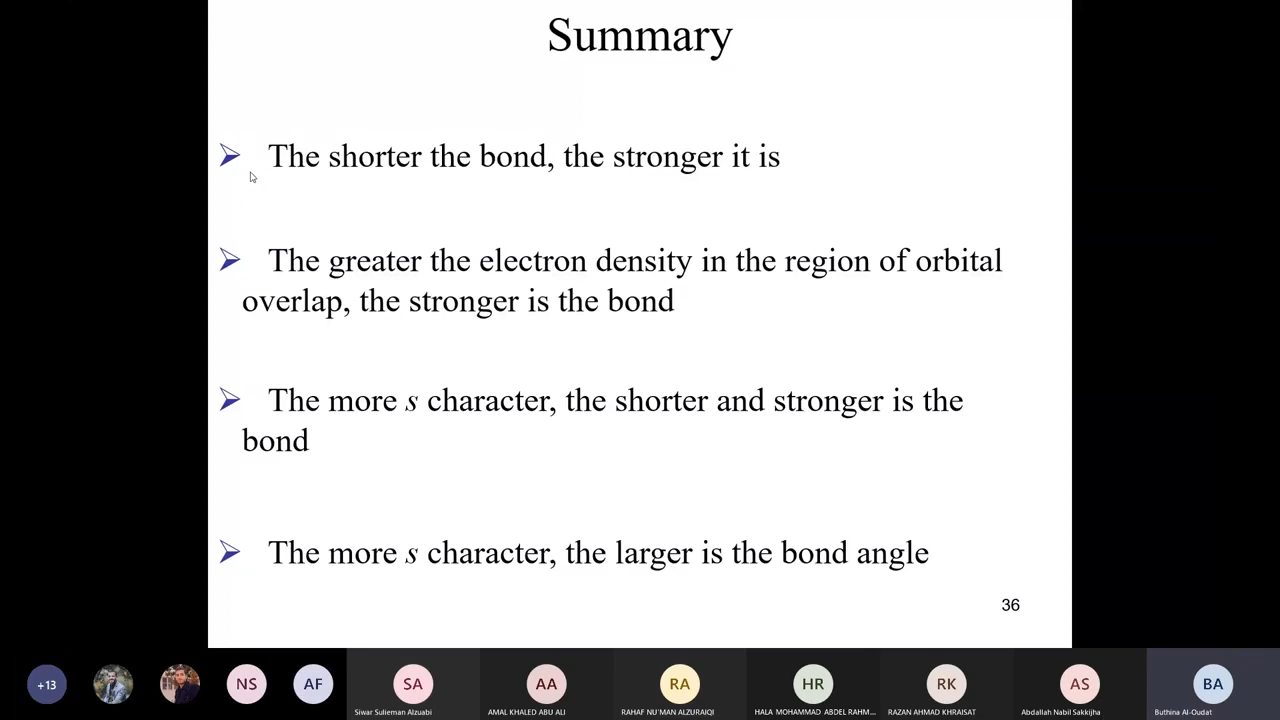 Summary
The shorter the bond, the stronger it is
The greater the electron density in the region of orbital
overlap, the stronger is the bond
The more s character, the shorter and stronger is the
bond
The more s character, the larger is the bond angle
36
+13
NS
AF
SA
AA
RA
HR
RK
AS
BA
Siwar Sulieman Alzuabi
AMAL KHALED ABU ALI
RAHAF NU'MAN ALZURAIQI
HALA MOHAMMAD ABDEL RAHM...
RAZAN AHMAD KHRAISAT
Abdallah Nabil Sakkijha
Buthina Al-Oudat